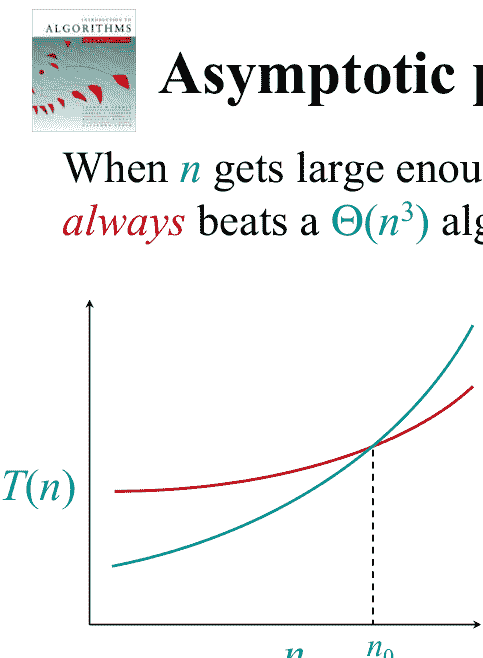 INTRODUCTION TO
ALGORITHMS
Asymptotic p
When n gets large enou
always beats a Θ(n³) alg
T(n)
n
n₀